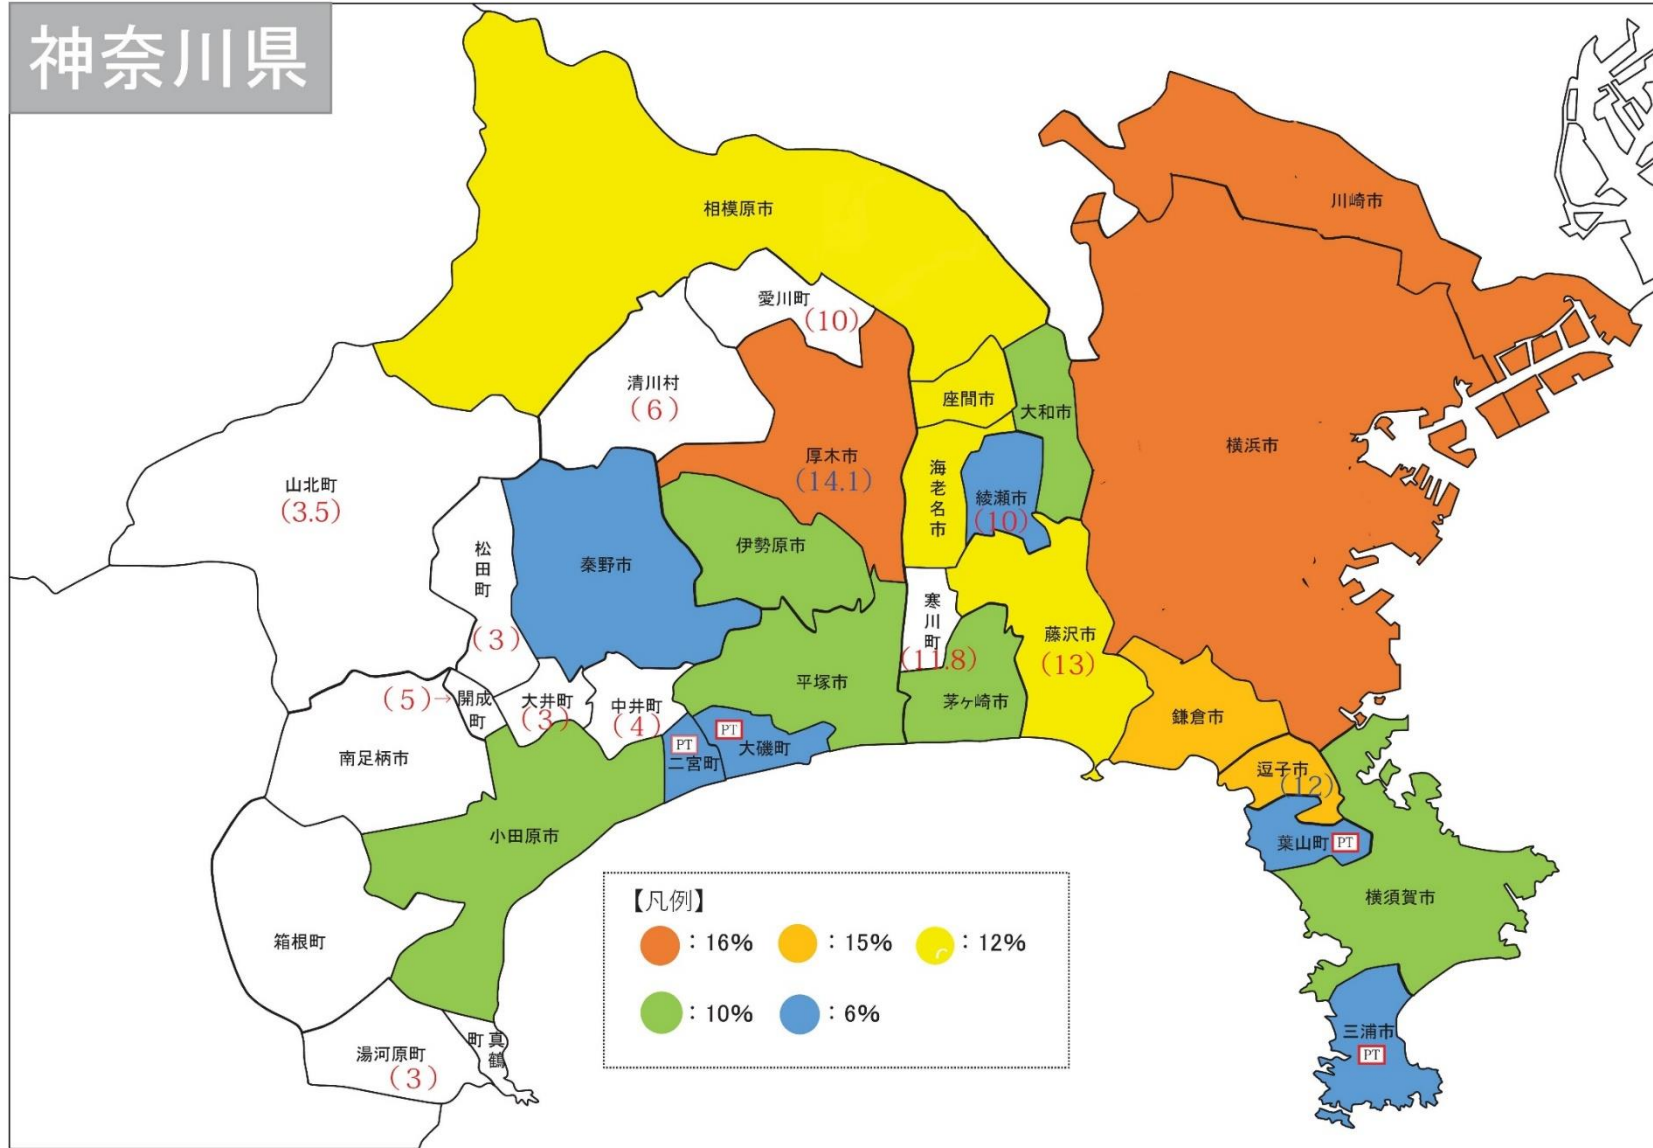 神奈川県
川崎市
相模原市
愛川町
(10)
清川村
(6)
座間市
大和市
横浜市
厚木市
(14.1)
海老名市
綾瀬市
(10)
山北町
(3.5)
松田町
(3)
秦野市
伊勢原市
寒川町
(11.8)
藤沢市
(13)
平塚市
茅ヶ崎市
鎌倉市
(5)→
開成町
大井町
(3)
中井町
(4)
南足柄市
PT
二宮町
PT
大磯町
逗子市
(12)
小田原市
葉山町 PT
横須賀市
箱根町
【凡例】
：16% ：15% ：12%
：10% ：6%
湯河原町
(3)
真鶴町
三浦市
PT